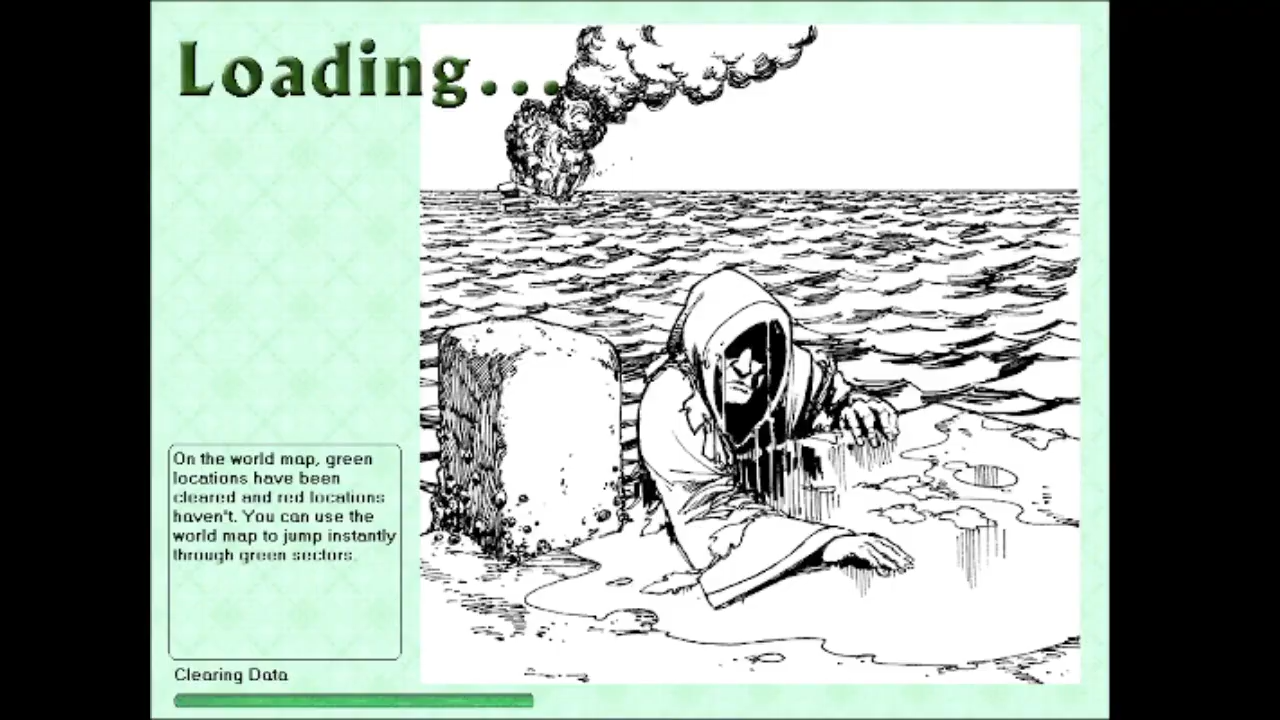 Loading...
On the world map, green
locations have been
cleared and red locations
haven't. You can use the
world map to jump instantly
through green sectors.
Clearing Data